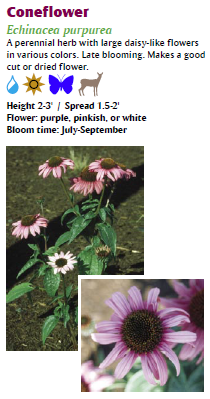 Coneflower
Echinacea purpurea
A perennial herb with large daisy-like flowers
in various colors. Late blooming. Makes a good
cut or dried flower.
Height 2-3' / Spread 1.5-2'
Flower: purple, pinkish, or white
Bloom time: July-September